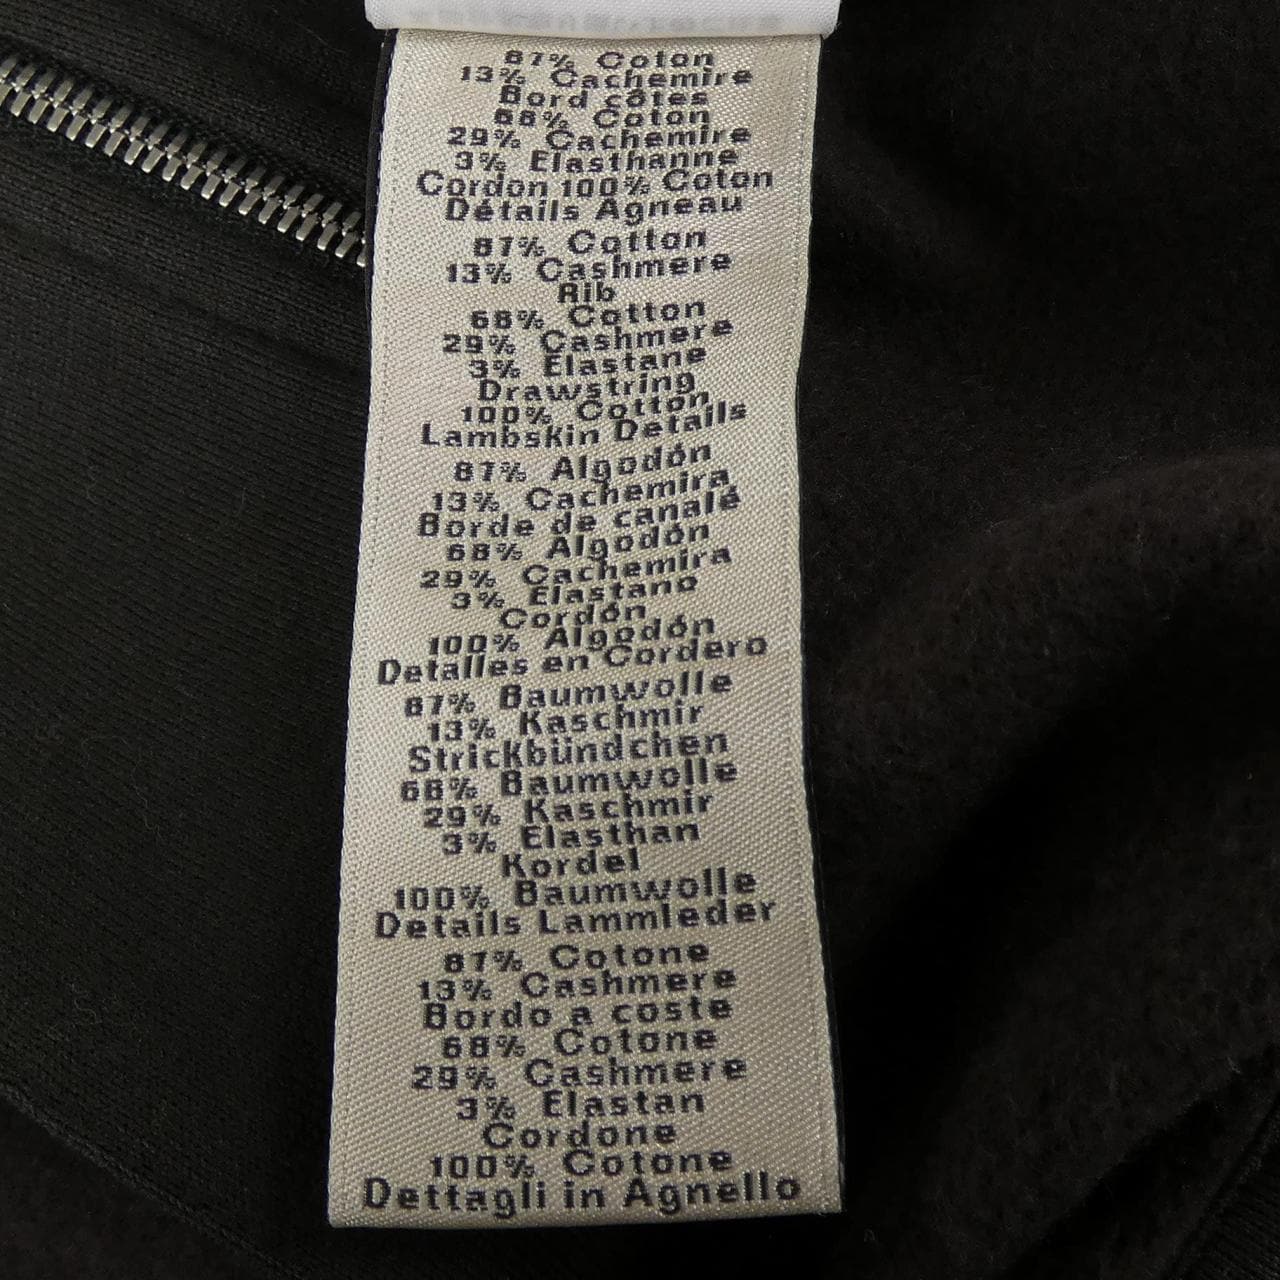 87% Coton
13% Cachemire
Bord côtes
68% Coton
29% Cachemire
3% Elasthanne
Cordon 100% Coton
Détails Agneau
87% Cotton
13% Cashmere
Rib
68% Cotton
29% Cashmere
3% Elastane
Drawstring
100% Cotton
Lambskin Details
87% Algodón
13% Cachemira
Borde de canalé
68% Algodón
29% Cachemira
3% Elastano
Cordón
100% Algodón
Detalles en Cordero
87% Baumwolle
13% Kaschmir
Strickbündchen
68% Baumwolle
29% Kaschmir
3% Elasthan
Kordel
100% Baumwolle
Details Lammleder
87% Cotone
13% Cashmere
Bordo a coste
68% Cotone
29% Cashmere
3% Elastan
Cordone
100% Cotone
Dettagli in Agnello